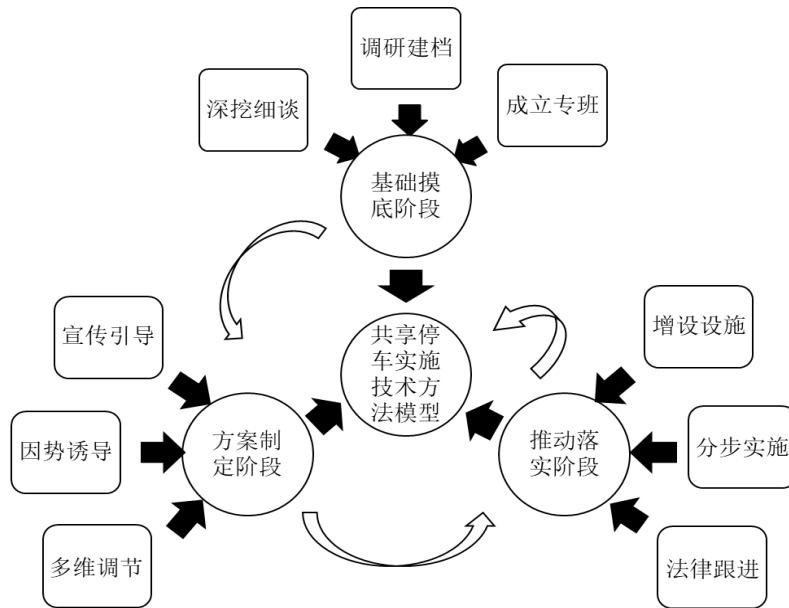 调研建档
深挖细谈
成立专班
基础摸
底阶段
宣传引导
增设设施
共享停
车实施
技术方
法模型
因势诱导
方案制
定阶段
推动落
实阶段
分步实施
多维调节
法律跟进